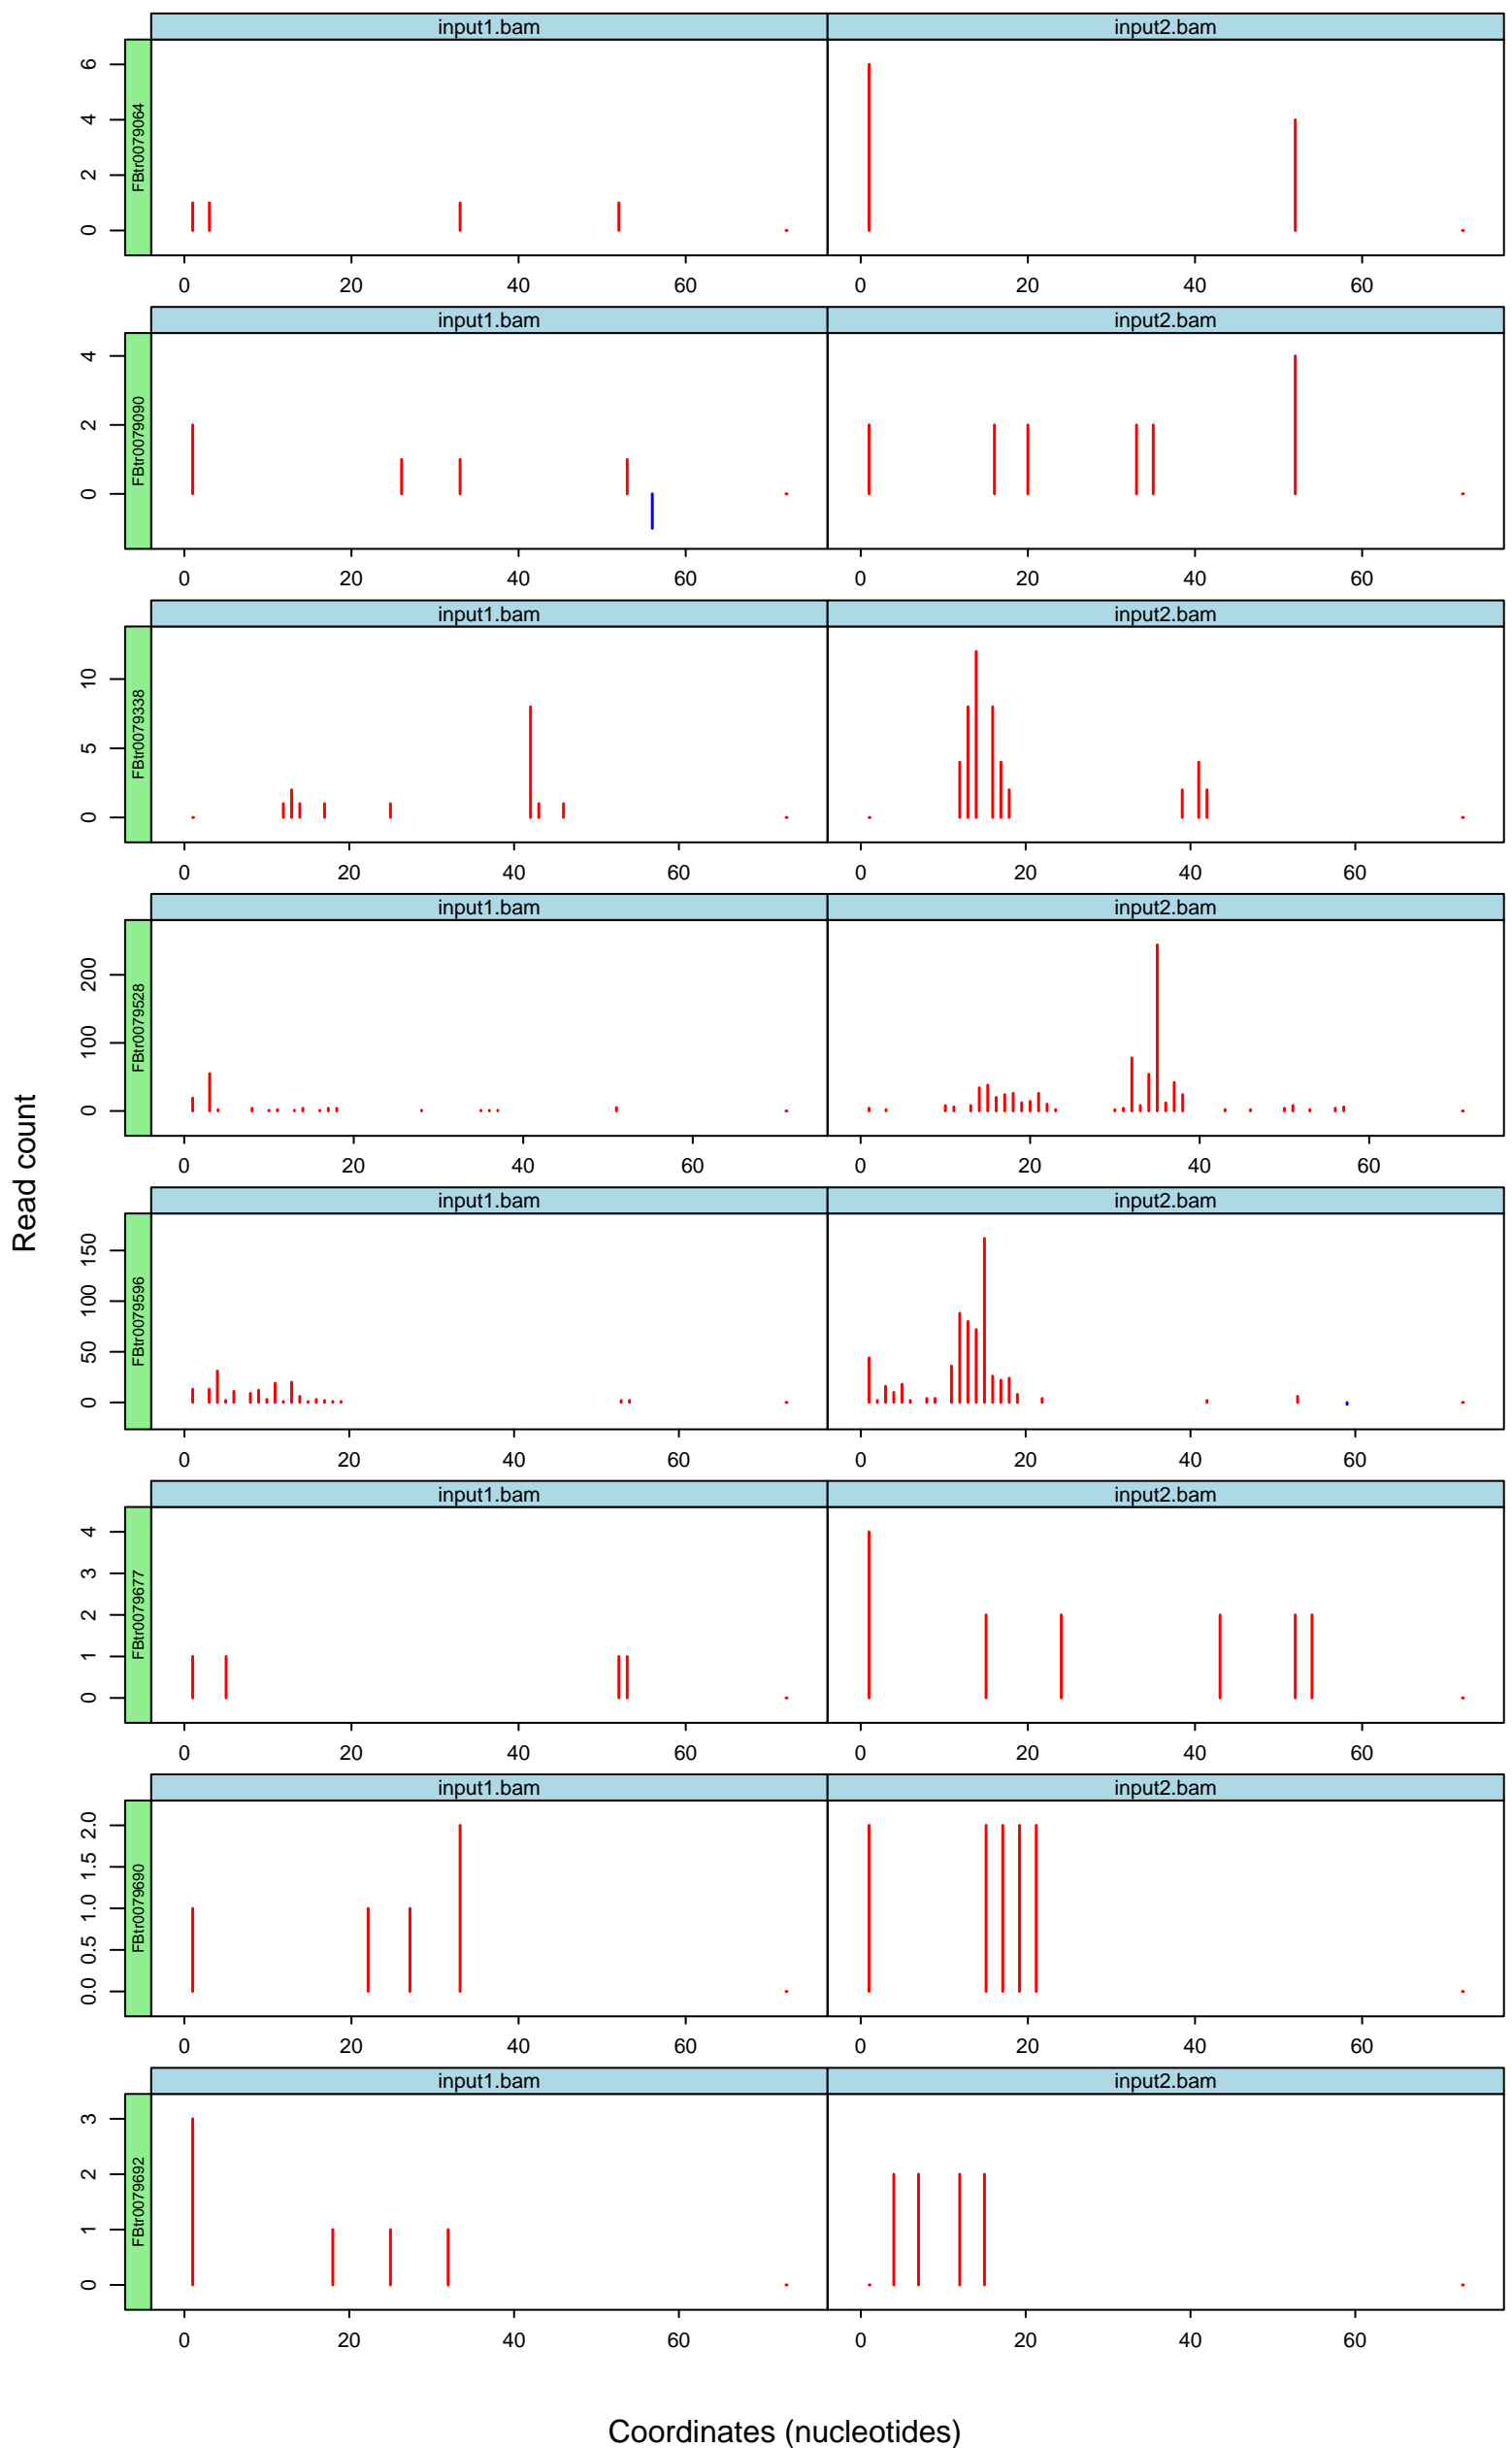 input1.bam input2.bam
FBtr0079064
6
4
2
0
0 20 40 60 0 20 40 60
input1.bam input2.bam
FBtr0079090
4
2
0
0 20 40 60 0 20 40 60
input1.bam input2.bam
FBtr0079338
10
5
0
0 20 40 60 0 20 40 60
input1.bam input2.bam
FBtr0079528
200
100
0
0 20 40 60 0 20 40 60
Read count
input1.bam input2.bam
FBtr0079596
150
100
50
0
0 20 40 60 0 20 40 60
input1.bam input2.bam
FBtr0079677
4
3
2
1
0
0 20 40 60 0 20 40 60
input1.bam input2.bam
FBtr0079690
2.0
1.5
1.0
0.5
0.0
0 20 40 60 0 20 40 60
input1.bam input2.bam
FBtr0079692
3
2
1
0
0 20 40 60 0 20 40 60
Coordinates (nucleotides)